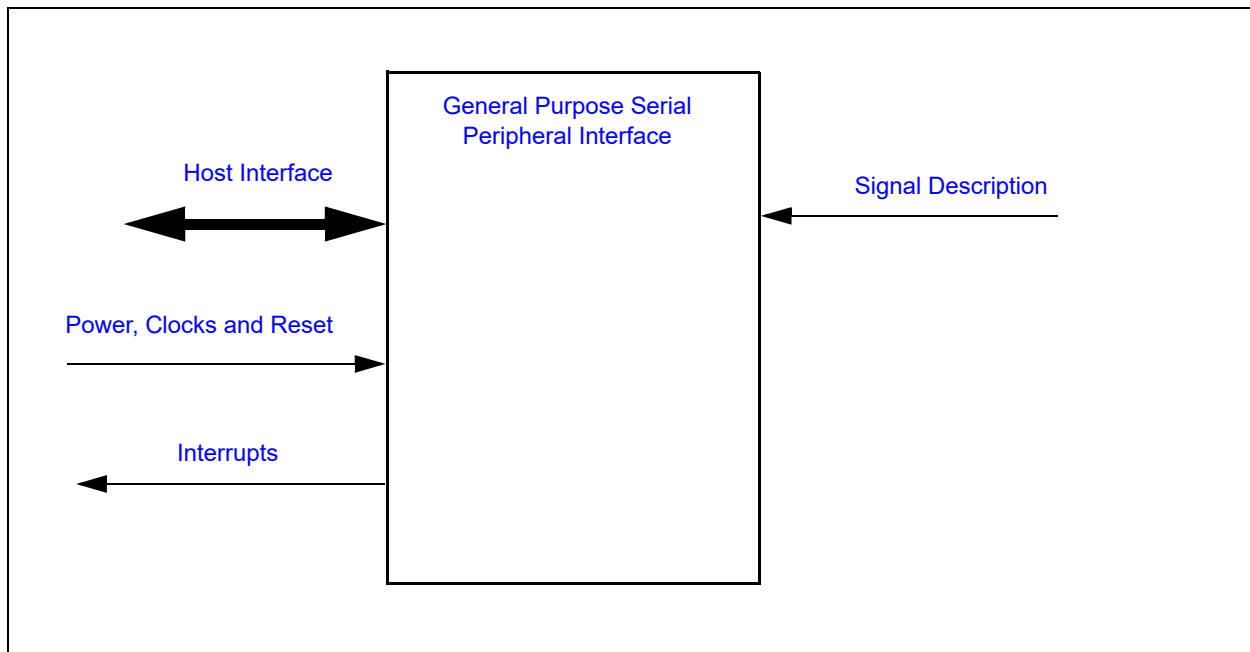 General Purpose Serial
Peripheral Interface
Host Interface
Signal Description
Power, Clocks and Reset
Interrupts